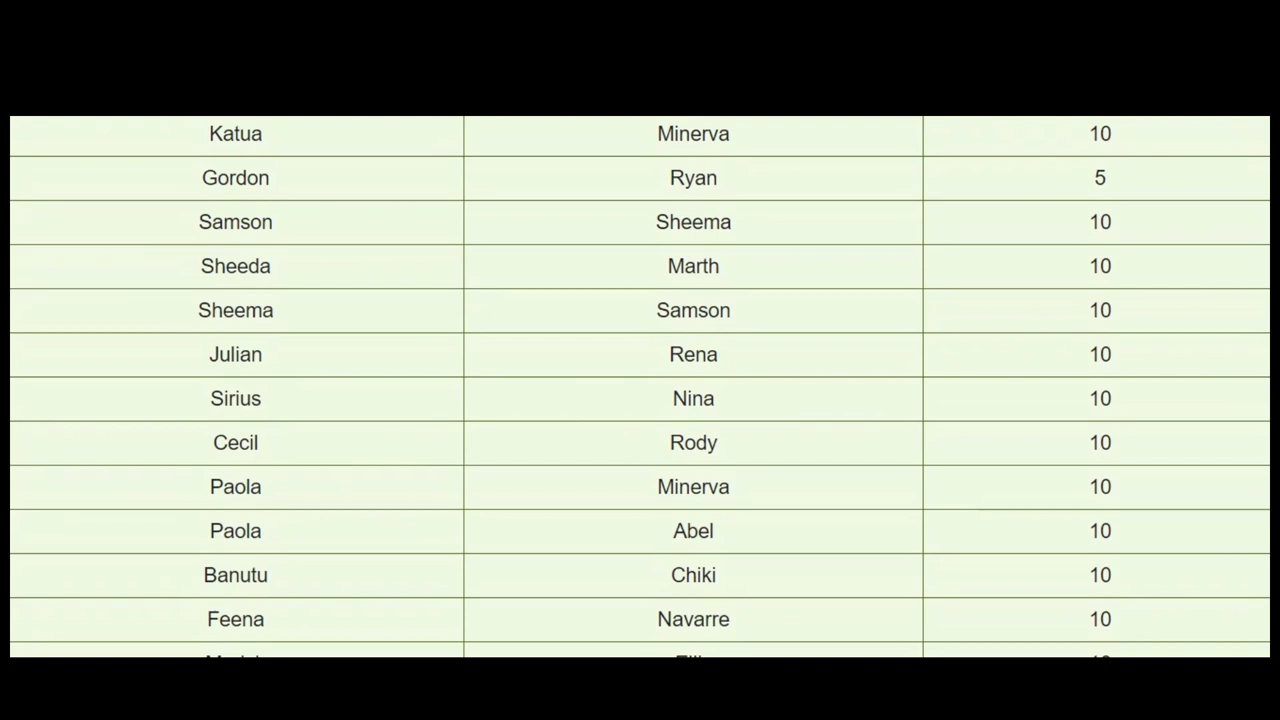 Katua Minerva 10
Gordon Ryan 5
Samson Sheema 10
Sheeda Marth 10
Sheema Samson 10
Julian Rena 10
Sirius Nina 10
Cecil Rody 10
Paola Minerva 10
Paola Abel 10
Banutu Chiki 10
Feena Navarre 10